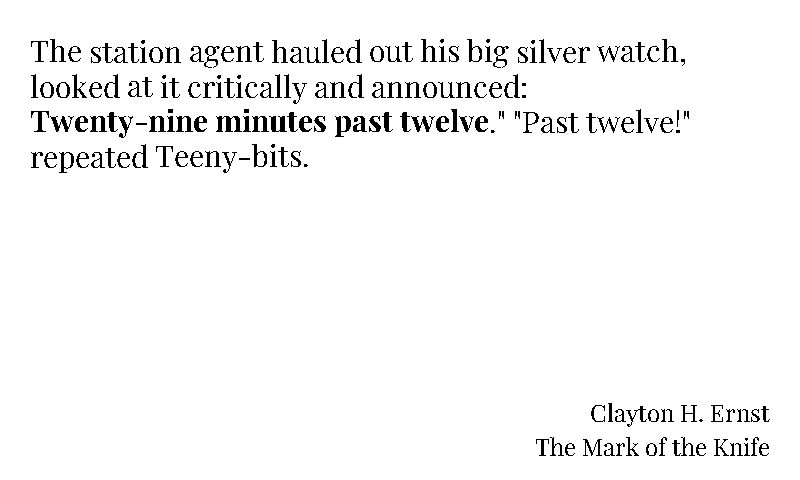 The station agent hauled out his big silver watch,
looked at it critically and announced:
Twenty-nine minutes past twelve." "Past twelve!"
repeated Teeny-bits.
Clayton H. Ernst
The Mark of the Knife